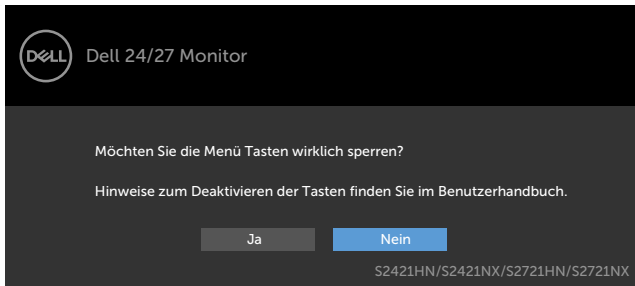 DELL Dell 24/27 Monitor
Möchten Sie die Menü Tasten wirklich sperren?
Hinweise zum Deaktivieren der Tasten finden Sie im Benutzerhandbuch.
Ja Nein
S2421HN/S2421NX/S2721HN/S2721NX